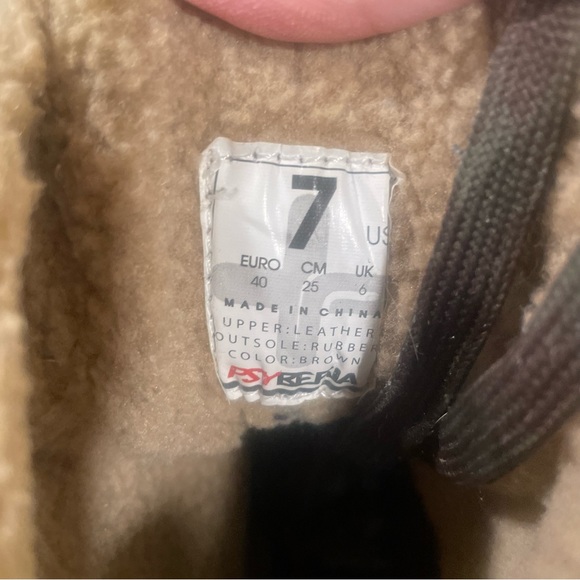 7
US
EURO CM UK
40 25 6
MADE IN CHINA
UPPER:LEATHER
OUTSOLE:RUBBER
COLOR:BROWN
PSYBERIA